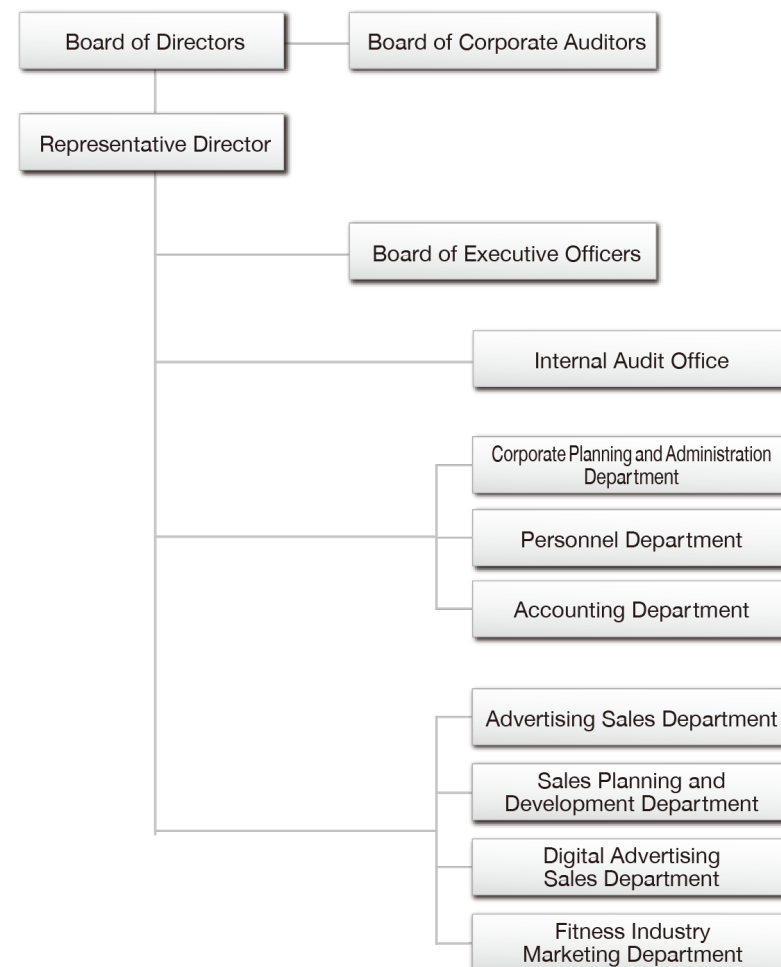 Board of Directors
Board of Corporate Auditors
Representative Director
Board of Executive Officers
Internal Audit Office
Corporate Planning and Administration
Department
Personnel Department
Accounting Department
Advertising Sales Department
Sales Planning and
Development Department
Digital Advertising
Sales Department
Fitness Industry
Marketing Department